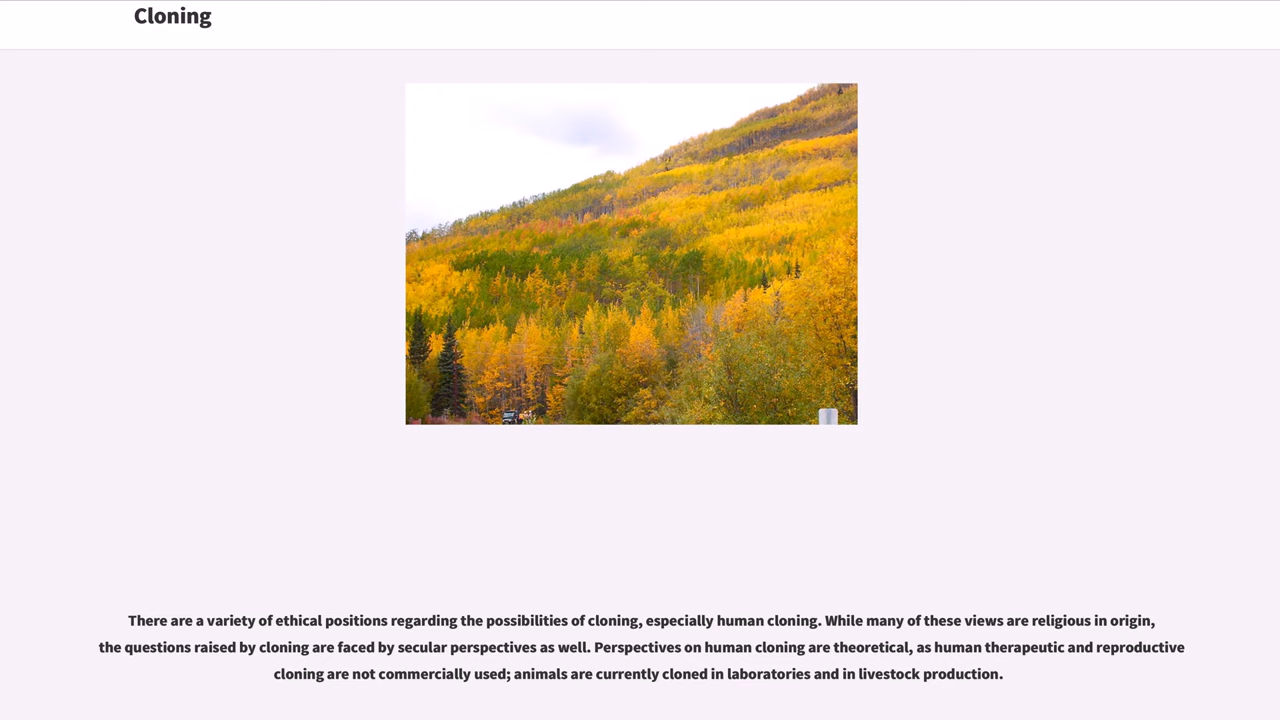 Cloning
There are a variety of ethical positions regarding the possibilities of cloning, especially human cloning. While many of these views are religious in origin,
the questions raised by cloning are faced by secular perspectives as well. Perspectives on human cloning are theoretical, as human therapeutic and reproductive
cloning are not commercially used; animals are currently cloned in laboratories and in livestock production.